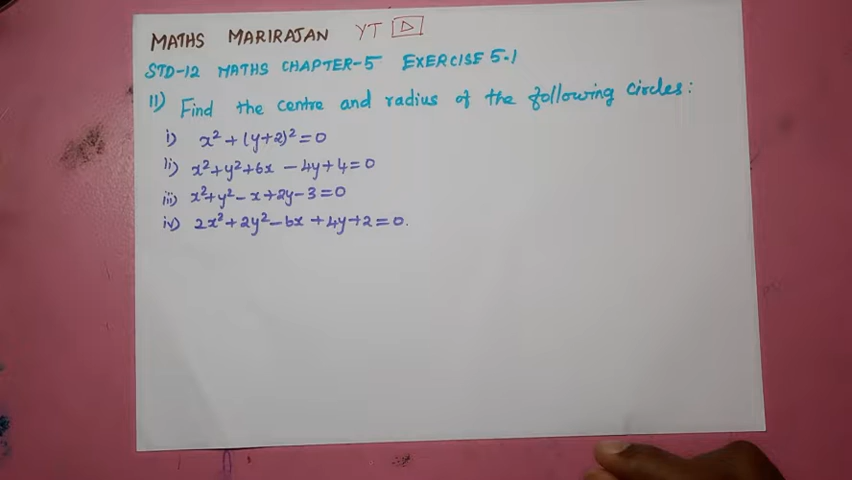 MATHS MARIRAJAN YT
STD-12 MATHS CHAPTER-5 EXERCISE 5.1
11) Find the centre and radius of the following circles:
i) x² + (y+2)² = 0
ii) x² + y² + 6x - 4y + 4 = 0
iii) x² + y² - x + 2y - 3 = 0
iv) 2x² + 2y² - 6x + 4y + 2 = 0.